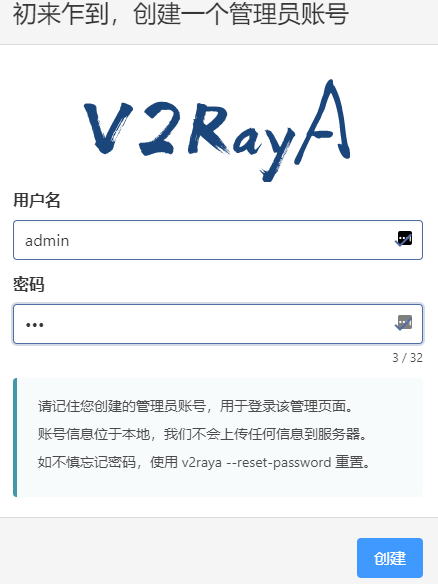 初来乍到，创建一个管理员账号
V2RayA
用户名
admin
密码
•••
3 / 32
请记住您创建的管理员账号，用于登录该管理页面。
账号信息位于本地，我们不会上传任何信息到服务器。
如不慎忘记密码，使用 v2raya --reset-password 重置。
创建